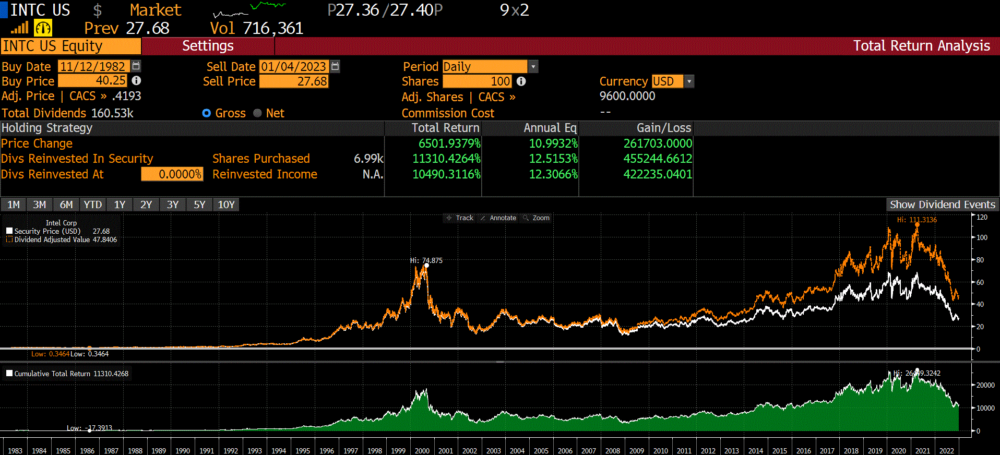 INTC US $ Market P27.36/27.40P 9x2
Prev 27.68 Vol 716,361
INTC US Equity Settings Total Return Analysis
Buy Date 11/12/1982 Sell Date 01/04/2023 Period Daily
Buy Price 40.25 Sell Price 27.68 Shares 100 Currency USD
Adj. Price | CACS » .4193 Adj. Shares | CACS » 9600.0000
Total Dividends 160.53k Gross Net Commission Cost --
Holding Strategy Total Return Annual Eq Gain/Loss
Price Change 6501.9379% 10.9932% 261703.0000
Divs Reinvested In Security Shares Purchased 6.99k 11310.4264% 12.5153% 455244.6612
Divs Reinvested At 0.0000% Reinvested Income N.A. 10490.3116% 12.3066% 422235.0401
1M 3M 6M YTD 1Y 2Y 3Y 5Y 10Y Show Dividend Events
Track Annotate Zoom
Intel Corp
Security Price (USD) 27.68
Dividend Adjusted Value 47.8406
Hi: 111.3136
Hi: 74.875
120
100
80
60
40
20
0
Low: 0.3464 Low: 0.3464
Cumulative Total Return 11310.4268
Hi: 26449.3242
20000
10000
Low: -17.3913
0
1983 1984 1985 1986 1987 1988 1989 1990 1991 1992 1993 1994 1995 1996 1997 1998 1999 2000 2001 2002 2003 2004 2005 2006 2007 2008 2009 2010 2011 2012 2013 2014 2015 2016 2017 2018 2019 2020 2021 2022